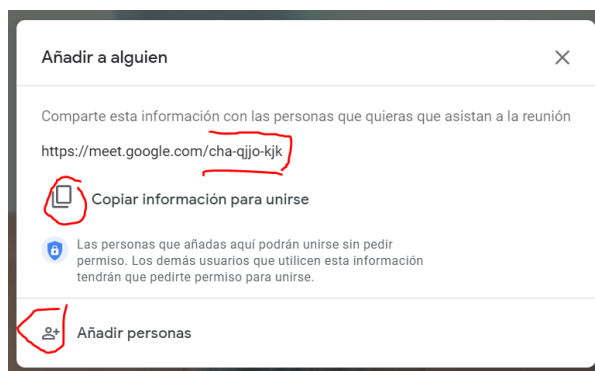 Añadir a alguien
Comparte esta información con las personas que quieras que asistan a la reunión
https://meet.google.com/cha-qjjo-kjk
Copiar información para unirse
Las personas que añadas aquí podrán unirse sin pedir
permiso. Los demás usuarios que utilicen esta información
tendrán que pedirte permiso para unirse.
Añadir personas